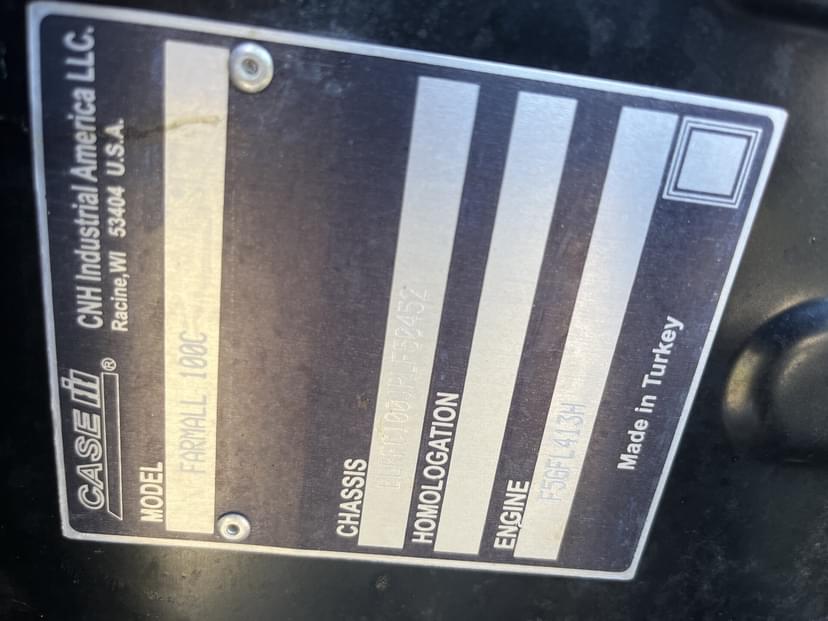 CASE IH®
CNH Industrial America LLC.
Racine,WI 53404 U.S.A.
MODEL
FARMALL 100C
CHASSIS
HOMOLOGATION
ENGINE
F5GFL413H
Made in Turkey